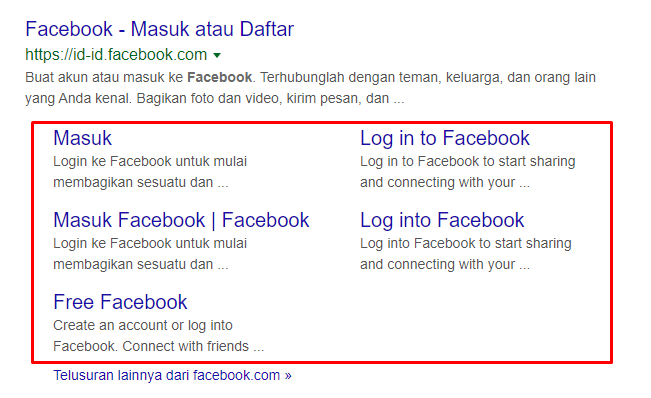 Facebook - Masuk atau Daftar
https://id-id.facebook.com
Buat akun atau masuk ke Facebook. Terhubunglah dengan teman, keluarga, dan orang lain
yang Anda kenal. Bagikan foto dan video, kirim pesan, dan ...
Masuk
Login ke Facebook untuk mulai
membagikan sesuatu dan ...
Log in to Facebook
Log in to Facebook to start sharing
and connecting with your ...
Masuk Facebook | Facebook
Login ke Facebook untuk mulai
membagikan sesuatu dan ...
Log into Facebook
Log into Facebook to start sharing
and connecting with your ...
Free Facebook
Create an account or log into
Facebook. Connect with friends ...
Telusuran lainnya dari facebook.com »